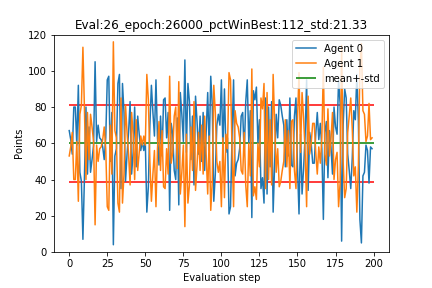 Eval:26_epoch:26000_pctWinBest:112_std:21.33
120
100
80
60
40
20
0
Points
Agent 0
Agent 1
mean+-std
0 25 50 75 100 125 150 175 200
Evaluation step